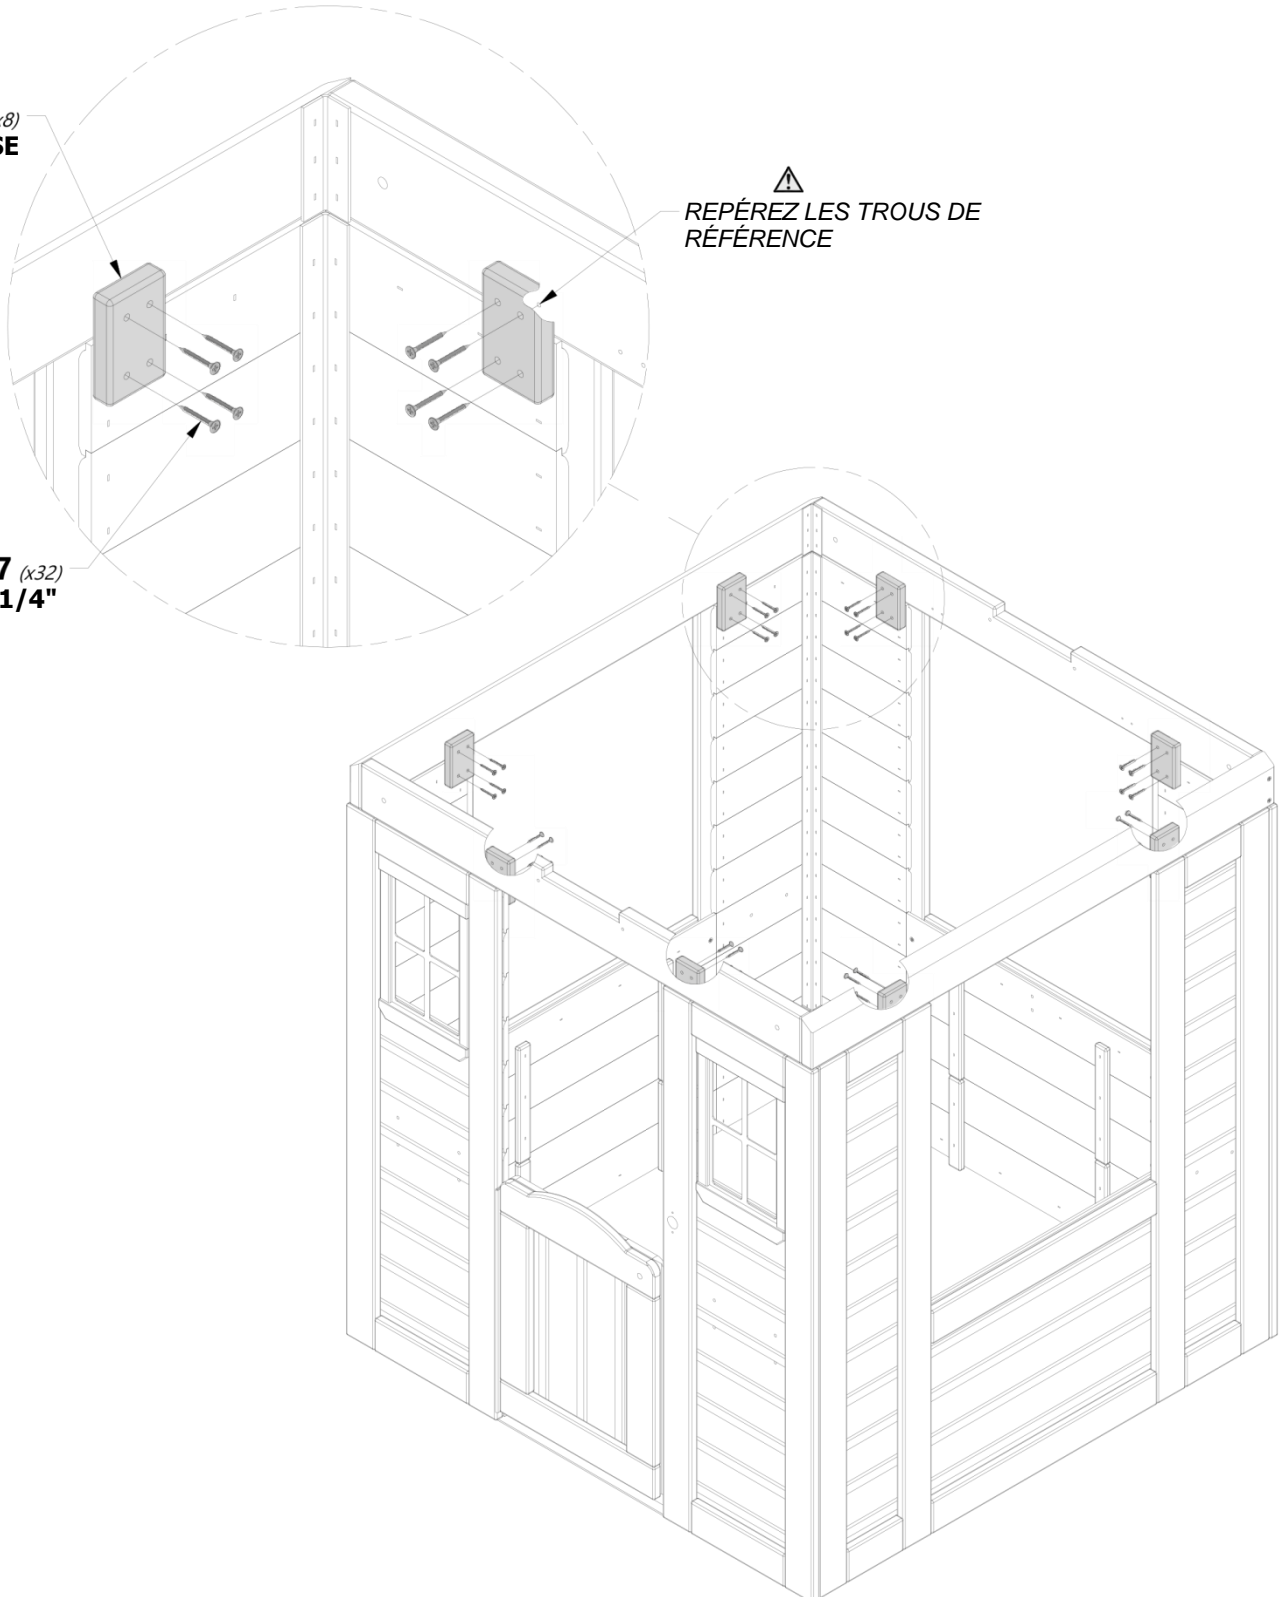 x8)
SE
REPÉREZ LES TROUS DE
RÉFÉRENCE
7 (x32)
1/4"